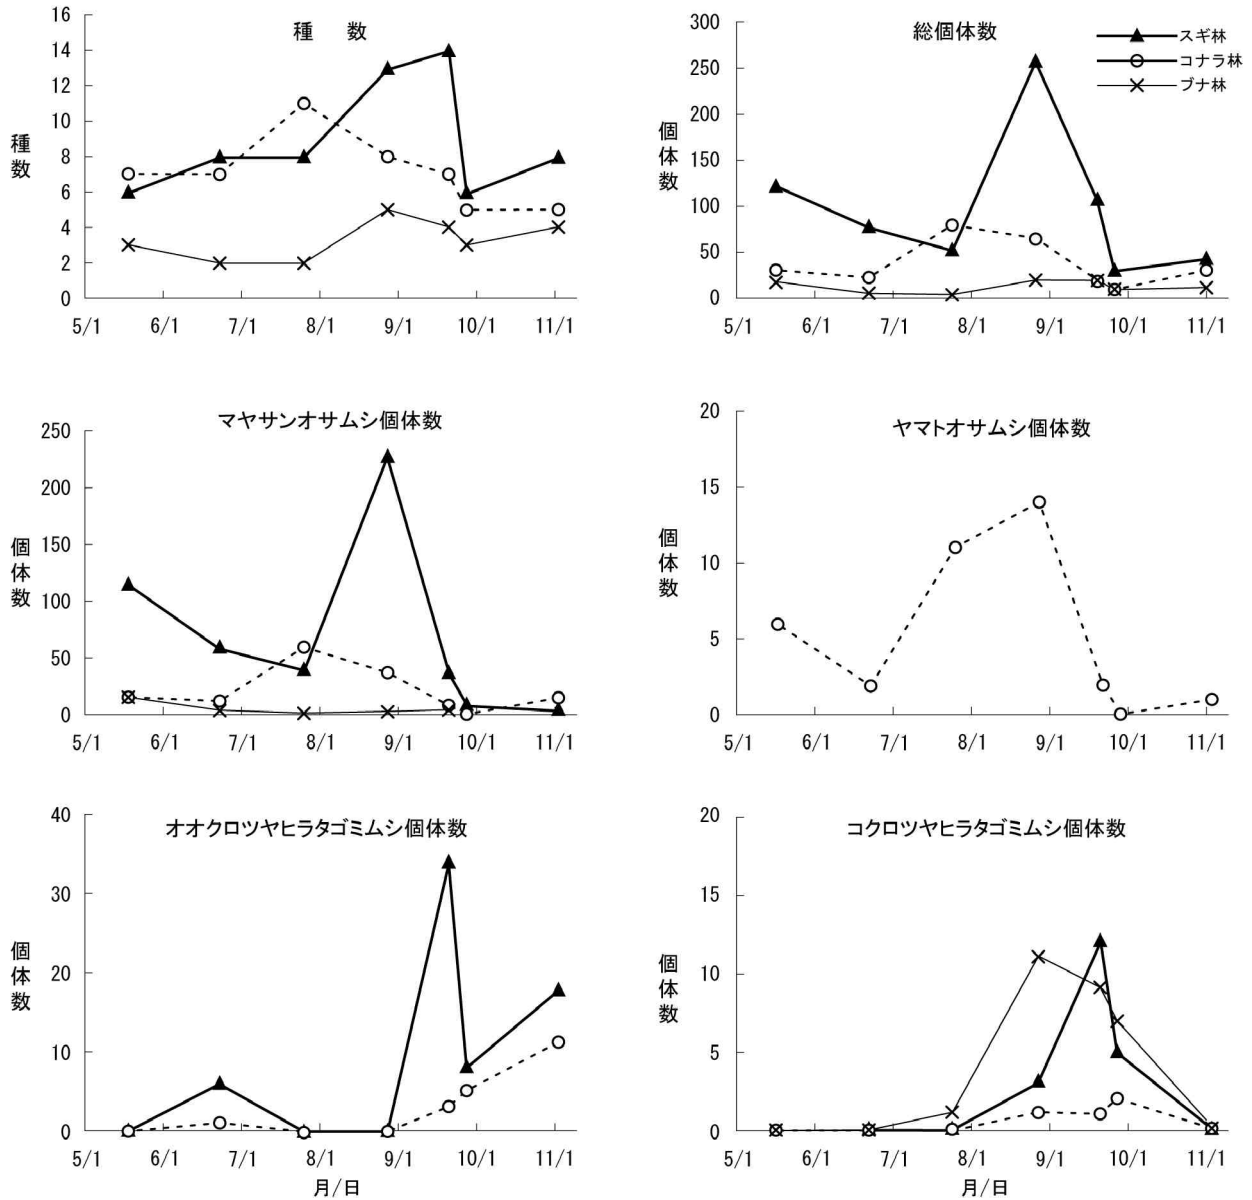 種 数
16
14
12
10
8
6
4
2
0
種数
5/1 6/1 7/1 8/1 9/1 10/1 11/1
総個体数
スギ林
コナラ林
ブナ林
300
250
200
150
100
50
0
個体数
5/1 6/1 7/1 8/1 9/1 10/1 11/1
マヤサンオサムシ個体数
250
200
150
100
50
0
個体数
5/1 6/1 7/1 8/1 9/1 10/1 11/1
ヤマトオサムシ個体数
20
15
10
5
0
個体数
5/1 6/1 7/1 8/1 9/1 10/1 11/1
オオクロツヤヒラタゴミムシ個体数
40
30
20
10
0
個体数
5/1 6/1 7/1 8/1 9/1 10/1 11/1
月/日
コクロツヤヒラタゴミムシ個体数
20
15
10
5
0
個体数
5/1 6/1 7/1 8/1 9/1 10/1 11/1
月/日